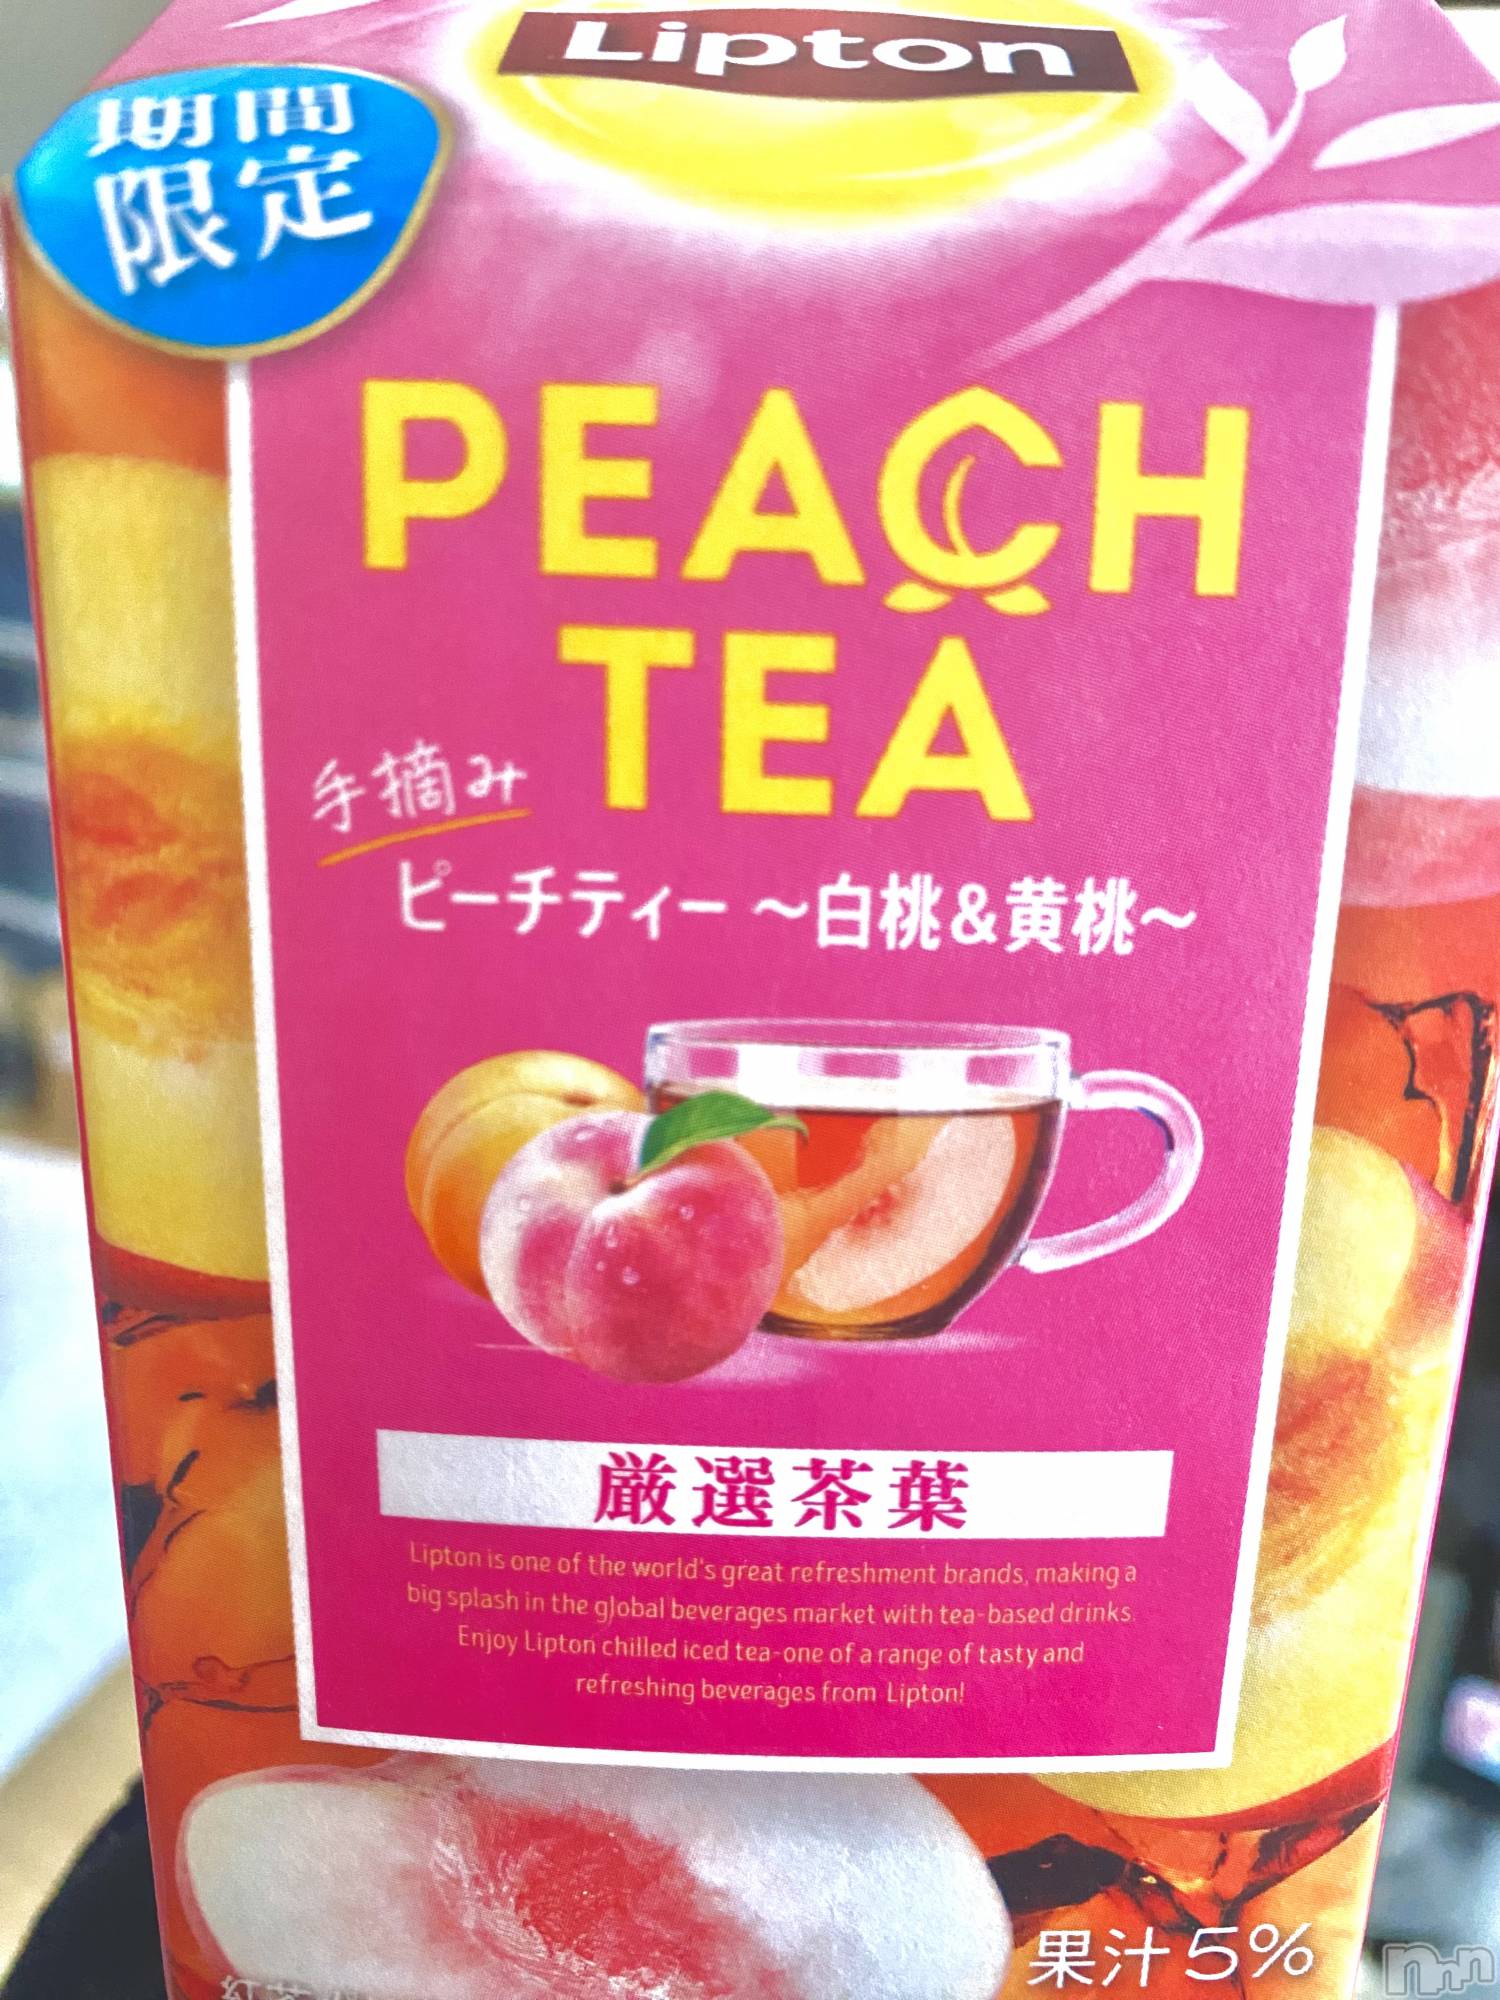 Lipton
期間
限定
PEACH
TEA
手摘み
ピーチティー ～白桃&黄桃～
厳選茶葉
Lipton is one of the world's great refreshment brands, making a
big splash in the global beverages market with tea-based drinks.
Enjoy Lipton chilled iced tea-one of a range of tasty and
refreshing beverages from Lipton!
果汁5%